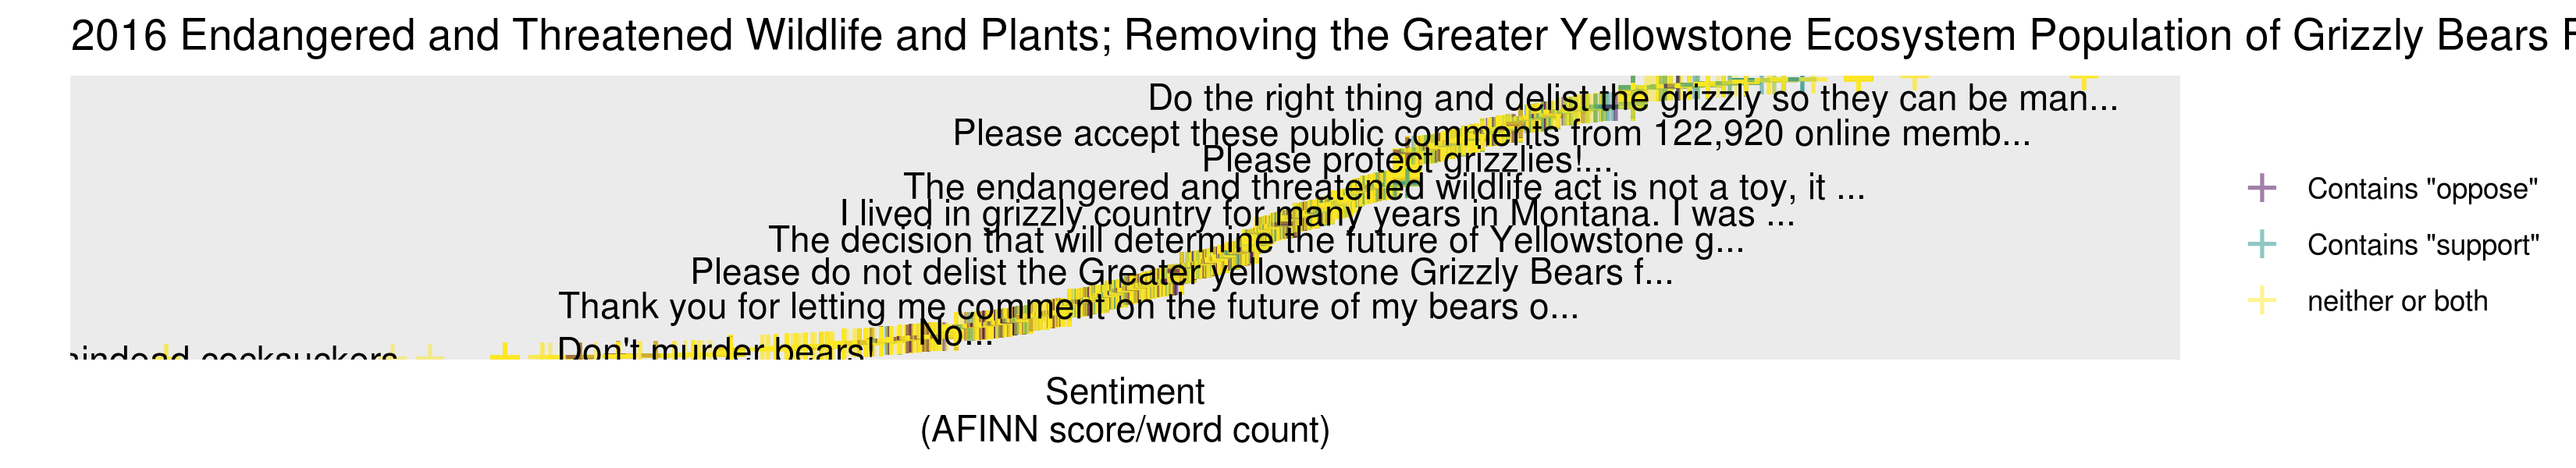 2016 Endangered and Threatened Wildlife and Plants; Removing the Greater Yellowstone Ecosystem Population of Grizzly Bears F
Do the right thing and delist the grizzly so they can be man...
Please accept these public comments from 122,920 online memb...
Please protect grizzlies!...
The endangered and threatened wildlife act is not a toy, it ...
I lived in grizzly country for many years in Montana. I was ...
The decision that will determine the future of Yellowstone g...
Please do not delist the Greater yellowstone Grizzly Bears f...
Thank you for letting me comment on the future of my bears o...
No...
Don't murder bears!
cocksuckers
Contains "oppose"
Contains "support"
neither or both
Sentiment
(AFINN score/word count)